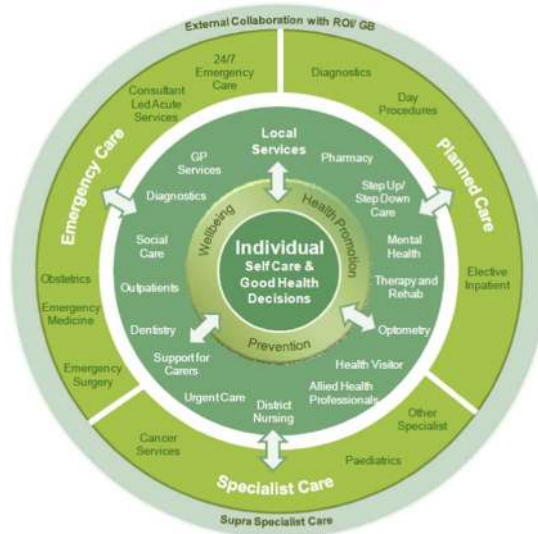 External Collaboration with ROI/ GB
24/7
Emergency
Care
Consultant
Led Acute
Services
Emergency Care
Obstetrics
Emergency
Medicine
Emergency
Surgery
Diagnostics
Day
Procedures
Planned Care
Elective
Inpatient
Cancer
Services
Specialist Care
Paediatrics
Other
Specialist
Supra Specialist Care
Local
Services
GP
Services
Diagnostics
Social
Care
Outpatients
Dentistry
Support for
Carers
Urgent Care
District
Nursing
Pharmacy
Step Up/
Step Down
Care
Mental
Health
Therapy and
Rehab
Optometry
Health Visitor
Allied Health
Professionals
Wellbeing
Health Promotion
Prevention
Individual
Self Care &
Good Health
Decisions